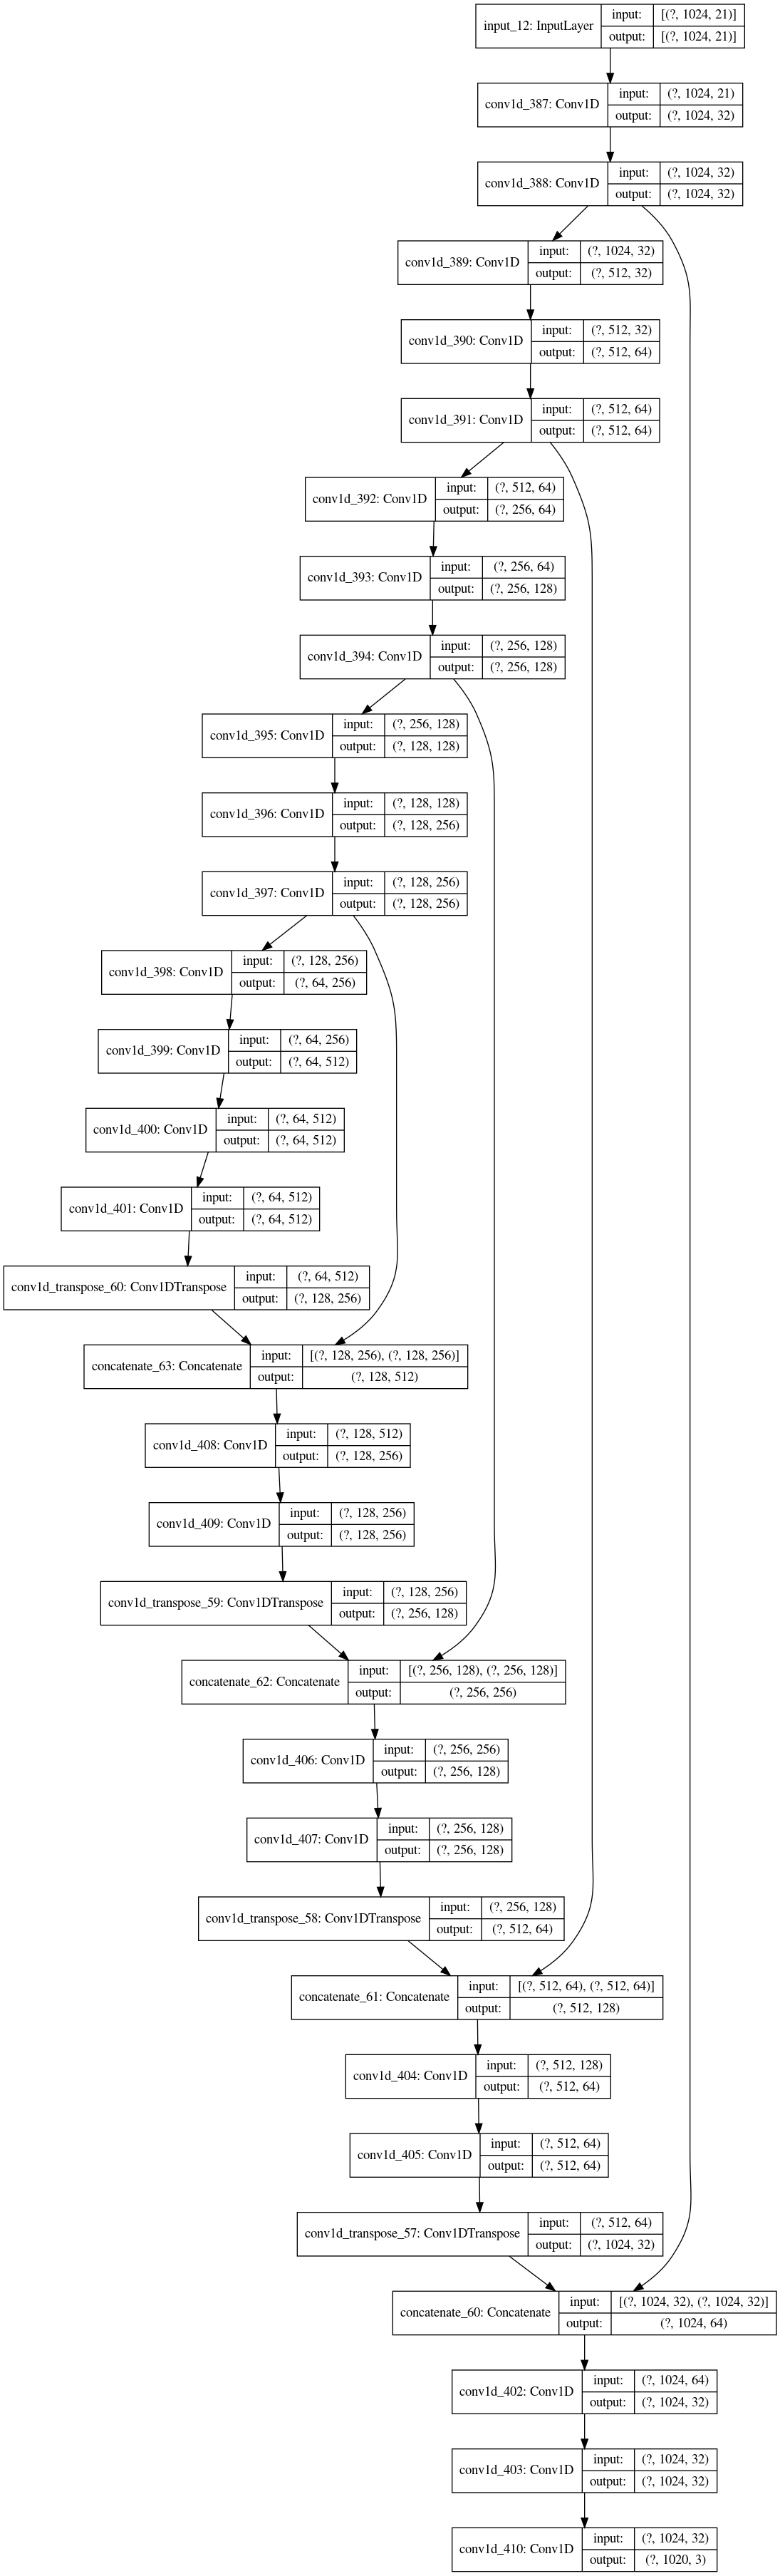 input_12: InputLayer
input: [(?, 1024, 21)]
output: [(?, 1024, 21)]
conv1d_387: Conv1D
input: (?, 1024, 21)
output: (?, 1024, 32)
conv1d_388: Conv1D
input: (?, 1024, 32)
output: (?, 1024, 32)
conv1d_389: Conv1D
input: (?, 1024, 32)
output: (?, 512, 32)
conv1d_390: Conv1D
input: (?, 512, 32)
output: (?, 512, 64)
conv1d_391: Conv1D
input: (?, 512, 64)
output: (?, 512, 64)
conv1d_392: Conv1D
input: (?, 512, 64)
output: (?, 256, 64)
conv1d_393: Conv1D
input: (?, 256, 64)
output: (?, 256, 128)
conv1d_394: Conv1D
input: (?, 256, 128)
output: (?, 256, 128)
conv1d_395: Conv1D
input: (?, 256, 128)
output: (?, 128, 128)
conv1d_396: Conv1D
input: (?, 128, 128)
output: (?, 128, 256)
conv1d_397: Conv1D
input: (?, 128, 256)
output: (?, 128, 256)
conv1d_398: Conv1D
input: (?, 128, 256)
output: (?, 64, 256)
conv1d_399: Conv1D
input: (?, 64, 256)
output: (?, 64, 512)
conv1d_400: Conv1D
input: (?, 64, 512)
output: (?, 64, 512)
conv1d_401: Conv1D
input: (?, 64, 512)
output: (?, 64, 512)
conv1d_transpose_60: Conv1DTranspose
input: (?, 64, 512)
output: (?, 128, 256)
concatenate_63: Concatenate
input: [(?, 128, 256), (?, 128, 256)]
output: (?, 128, 512)
conv1d_408: Conv1D
input: (?, 128, 512)
output: (?, 128, 256)
conv1d_409: Conv1D
input: (?, 128, 256)
output: (?, 128, 256)
conv1d_transpose_59: Conv1DTranspose
input: (?, 128, 256)
output: (?, 256, 128)
concatenate_62: Concatenate
input: [(?, 256, 128), (?, 256, 128)]
output: (?, 256, 256)
conv1d_406: Conv1D
input: (?, 256, 256)
output: (?, 256, 128)
conv1d_407: Conv1D
input: (?, 256, 128)
output: (?, 256, 128)
conv1d_transpose_58: Conv1DTranspose
input: (?, 256, 128)
output: (?, 512, 64)
concatenate_61: Concatenate
input: [(?, 512, 64), (?, 512, 64)]
output: (?, 512, 128)
conv1d_404: Conv1D
input: (?, 512, 128)
output: (?, 512, 64)
conv1d_405: Conv1D
input: (?, 512, 64)
output: (?, 512, 64)
conv1d_transpose_57: Conv1DTranspose
input: (?, 512, 64)
output: (?, 1024, 32)
concatenate_60: Concatenate
input: [(?, 1024, 32), (?, 1024, 32)]
output: (?, 1024, 64)
conv1d_402: Conv1D
input: (?, 1024, 64)
output: (?, 1024, 32)
conv1d_403: Conv1D
input: (?, 1024, 32)
output: (?, 1024, 32)
conv1d_410: Conv1D
input: (?, 1024, 32)
output: (?, 1020, 3)